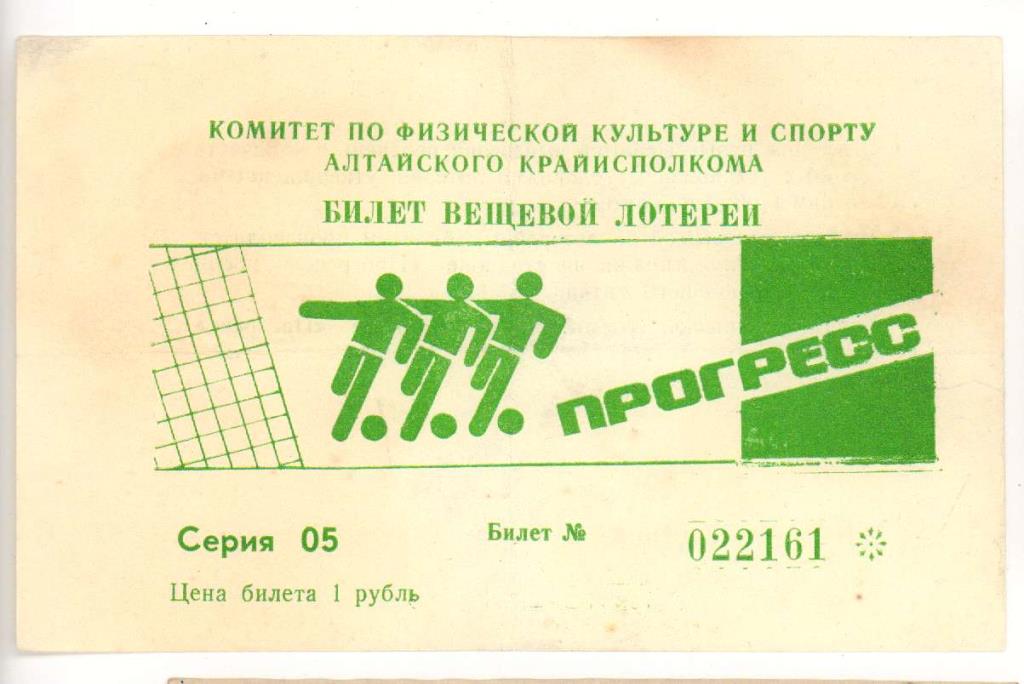 КОМИТЕТ ПО ФИЗИЧЕСКОЙ КУЛЬТУРЕ И СПОРТУ
АЛТАЙСКОГО КРАЙИСПОЛКОМА
БИЛЕТ ВЕЩЕВОЙ ЛОТЕРЕИ
ПРОГРЕСС
Серия 05 Билет № 022161
Цена билета 1 рубль